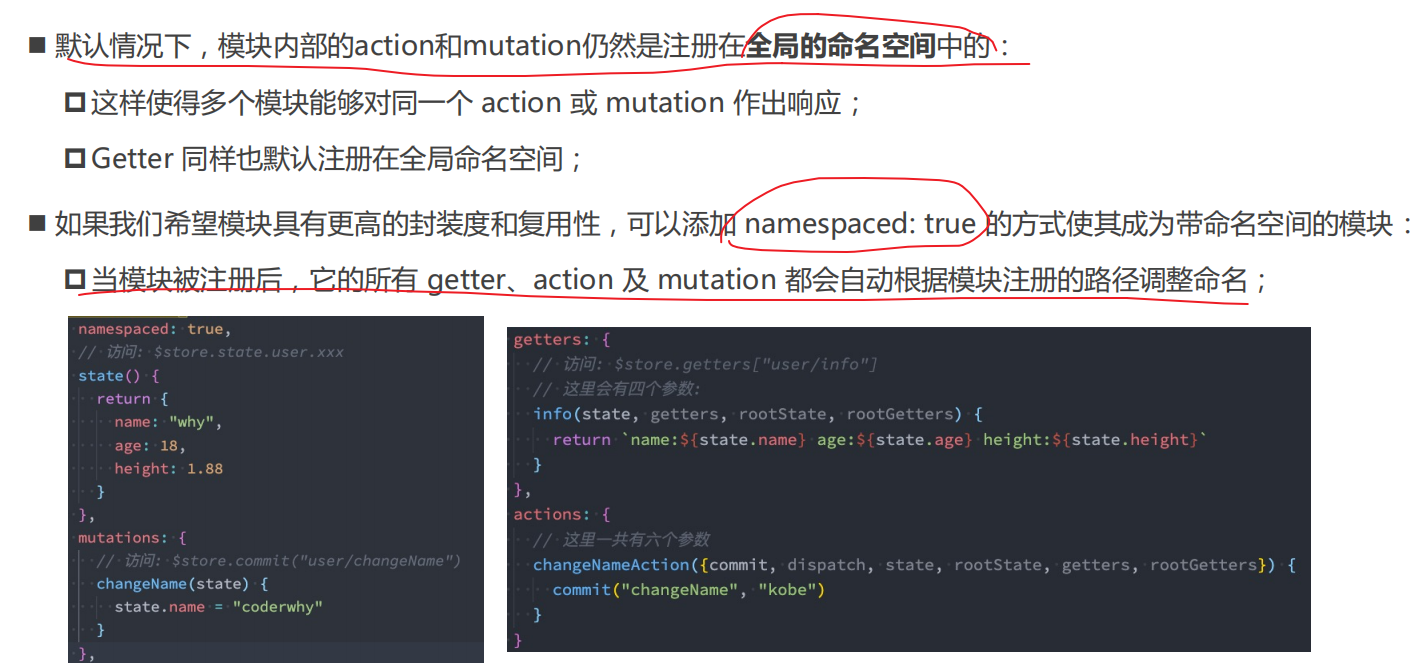 默认情况下，模块内部的action和mutation仍然是注册在全局的命名空间中的：
这样使得多个模块能够对同一个 action 或 mutation 作出响应；
Getter 同样也默认注册在全局命名空间；
如果我们希望模块具有更高的封装度和复用性，可以添加 namespaced: true 的方式使其成为带命名空间的模块：
当模块被注册后，它的所有 getter、action 及 mutation 都会自动根据模块注册的路径调整命名；
namespaced: true,
// 访问: $store.state.user.xxx
state() {
return {
name: "why",
age: 18,
height: 1.88
}
},
mutations: {
// 访问: $store.commit("user/changeName")
changeName(state) {
state.name = "coderwhy"
}
},
getters: {
// 访问: $store.getters["user/info"]
// 这里会有四个参数:
info(state, getters, rootState, rootGetters) {
return `name:${state.name} age:${state.age} height:${state.height}`
}
},
actions: {
// 这里一共有六个参数
changeNameAction({commit, dispatch, state, rootState, getters, rootGetters}) {
commit("changeName", "kobe")
}
}